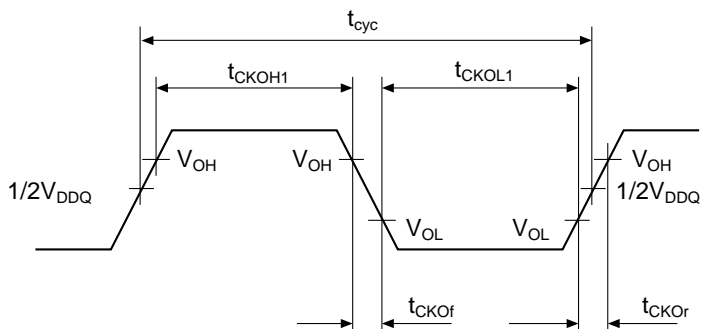 tcyc
tCKOH1 tCKOL1
VOH VOH VOH
1/2VDDQ 1/2VDDQ
VOL VOL
tCKOf tCKOr